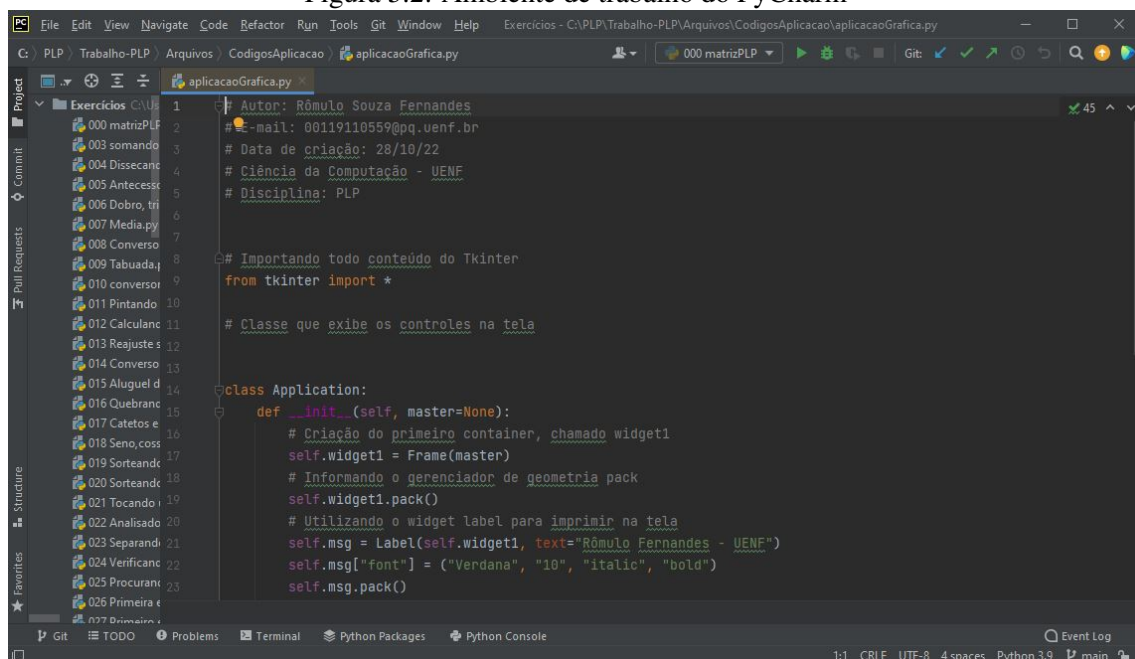 Figura 3.2: Ambiente de trabalho do PyCharm
PC File Edit View Navigate Code Refactor Run Tools Git Window Help Exercícios - C:\PLP\Trabalho-PLP\Arquivos\CodigosAplicacao\aplicacaoGrafica.py
C: PLP Trabalho-PLP Arquivos CodigosAplicacao aplicacaoGrafica.py 000 matrizPLP Git:
aplicacaoGrafica.py
Project
Commit
Pull Requests
Structure
Favorites
Exercícios C:\Us
000 matrizPLP
003 somando
004 Dissecand
005 Antecesso
006 Dobro, tri
007 Media.py
008 Converso
009 Tabuada.p
010 conversor
011 Pintando
012 Calculand
013 Reajuste s
014 Converso
015 Aluguel d
016 Quebrand
017 Catetos e
018 Seno,coss
019 Sorteando
020 Sorteando
021 Tocando
022 Analisado
023 Separand
024 Verificand
025 Procurand
026 Primeira e
027 Primeiro
45
1 # Autor: Rômulo Souza Fernandes
2 # E-mail: 00119110559@pq.uenf.br
3 # Data de criação: 28/10/22
4 # Ciência da Computação - UENF
5 # Disciplina: PLP
6
7
8 # Importando todo conteúdo do Tkinter
9 from tkinter import *
10
11 # Classe que exibe os controles na tela
12
13
14 class Application:
15 def __init__(self, master=None):
16 # Criação do primeiro container, chamado widget1
17 self.widget1 = Frame(master)
18 # Informando o gerenciador de geometria pack
19 self.widget1.pack()
20 # Utilizando o widget label para imprimir na tela
21 self.msg = Label(self.widget1, text="Rômulo Fernandes - UENF")
22 self.msg["font"] = ("Verdana", "10", "italic", "bold")
23 self.msg.pack()
Git TODO Problems Terminal Python Packages Python Console Event Log
1:1 CRLF UTF-8 4 spaces Python 3.9 main